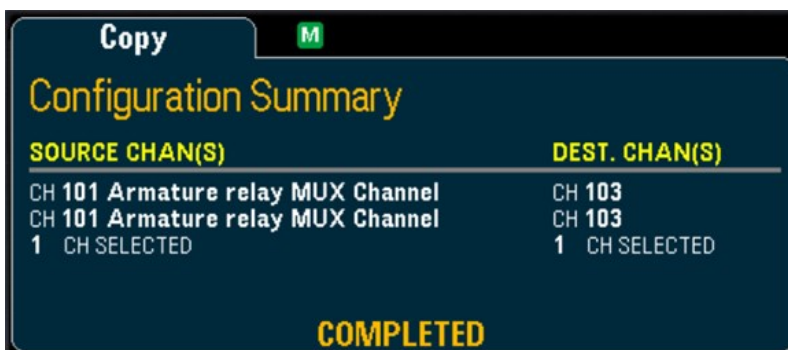 Copy M
Configuration Summary
SOURCE CHAN(S) DEST. CHAN(S)
CH 101 Armature relay MUX Channel CH 103
CH 101 Armature relay MUX Channel CH 103
1 CH SELECTED 1 CH SELECTED
COMPLETED